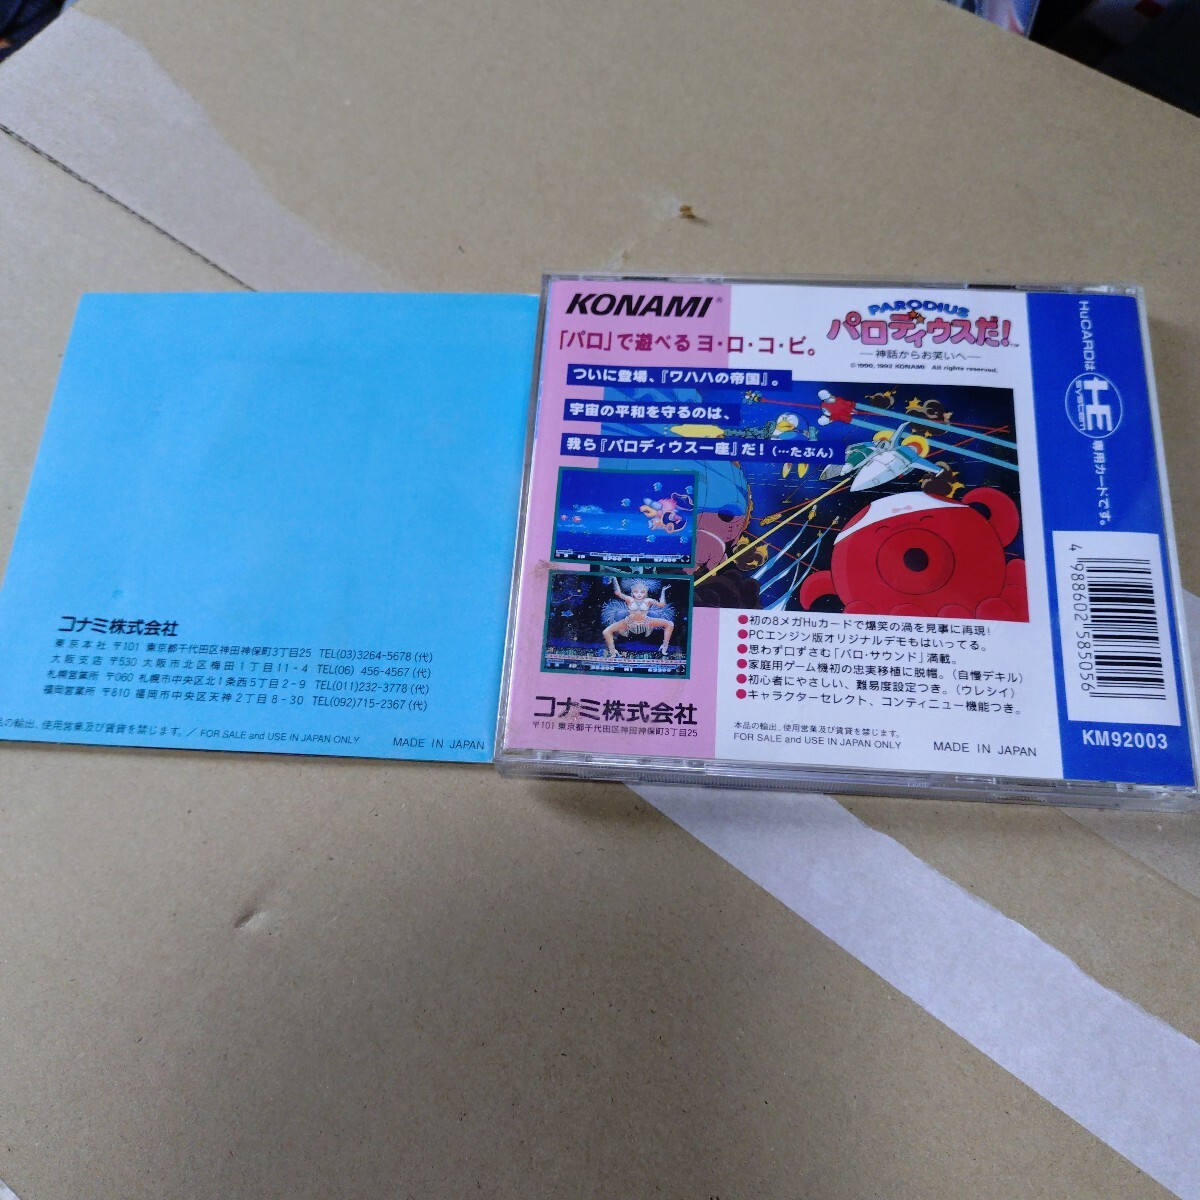 コナミ株式会社
東京本社 〒101 東京都千代田区神田神保町3丁目25 TEL(03)3264-5678(代)
大阪支店 〒530 大阪市北区梅田1丁目11-4 TEL(06) 456-4567(代)
札幌営業所 〒060 札幌市中央区北1条西5丁目2-9 TEL(011)232-3778(代)
福岡営業所 〒810 福岡市中央区天神2丁目8-30 TEL(092)715-2367(代)
品の輸出、使用営業及び賃貸を禁じます。/ FOR SALE and USE IN JAPAN ONLY MADE IN JAPAN
KONAMI®
「パロ」で遊べるヨ・ロ・コ・ビ。
PARODIUS
パロディウスだ!™
―神話からお笑いへ―
©1990, 1992 KONAMI All rights reserved.
ついに登場、『ワハハの帝国』。
宇宙の平和を守るのは、
我ら『パロディウス一座』だ!(…たぶん)
●初の8メガHuカードで爆笑の渦を見事に再現!
●PCエンジン版オリジナルデモもはいってる。
●思わず口ずさむ「パロ・サウンド」満載。
●家庭用ゲーム機初の忠実移植に脱帽。(自慢デキル)
●初心者にやさしい、難易度設定つき。(ウレシイ)
●キャラクターセレクト、コンティニュー機能つき。
コナミ株式会社
〒101 東京都千代田区神田神保町3丁目25
本品の輸出、使用営業及び賃貸を禁じます。
FOR SALE and USE IN JAPAN ONLY MADE IN JAPAN
HuCARDは
HE
SYSTEM
専用カードです。
4 988602 585056
KM92003